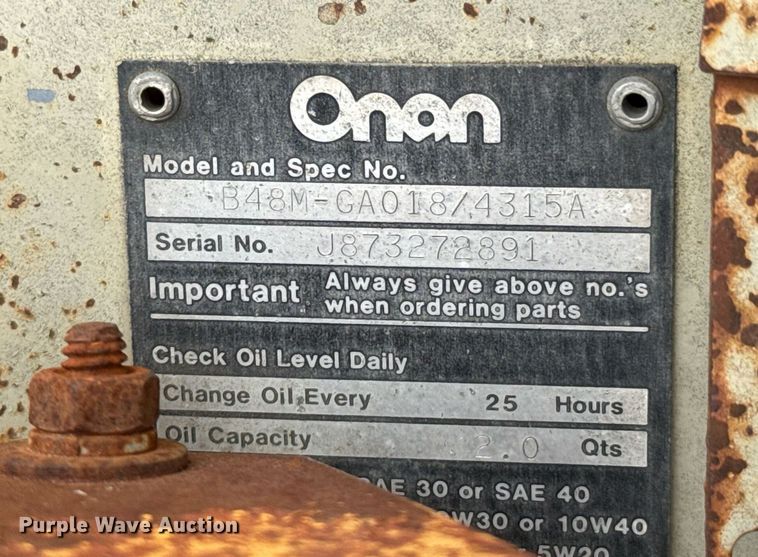 Onan
Model and Spec No.
B48M-GA018/4315A
Serial No. J873272891
Important Always give above no.'s
when ordering parts
Check Oil Level Daily
Change Oil Every 25 Hours
Oil Capacity 2.0 Qts
SAE 30 or SAE 40
W30 or 10W40
5W20
Purple Wave Auction